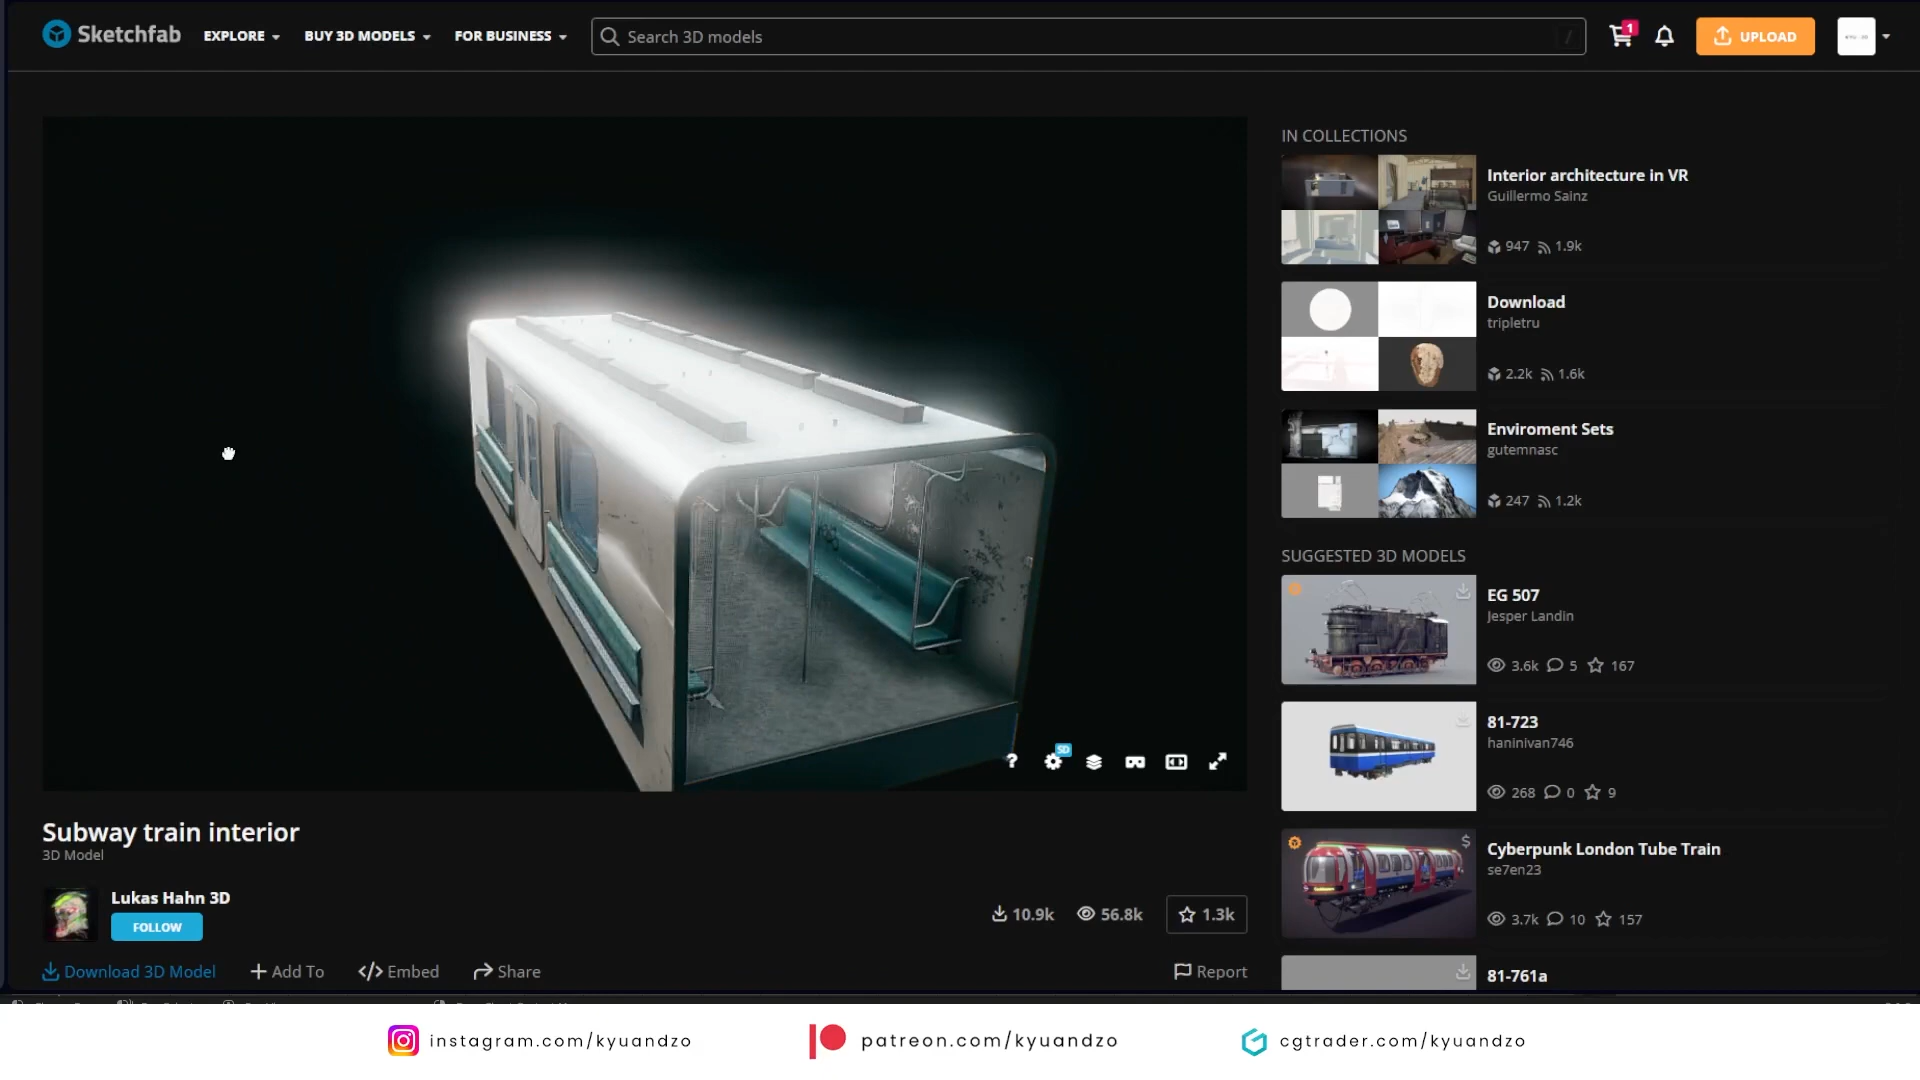 Sketchfab EXPLORE BUY 3D MODELS FOR BUSINESS Search 3D models / 1 UPLOAD
SD
Subway train interior
3D Model
Lukas Hahn 3D
FOLLOW
10.9k 56.8k 1.3k
Download 3D Model Add To Embed Share Report
IN COLLECTIONS
Interior architecture in VR
Guillermo Sainz
947 1.9k
Download
tripletru
2.2k 1.6k
Enviroment Sets
gutemnasc
247 1.2k
SUGGESTED 3D MODELS
EG 507
Jesper Landin
3.6k 5 167
81-723
haninivan746
268 0 9
Cyberpunk London Tube Train
se7en23
3.7k 10 157
81-761a
instagram.com/kyuandzo patreon.com/kyuandzo cgtrader.com/kyuandzo